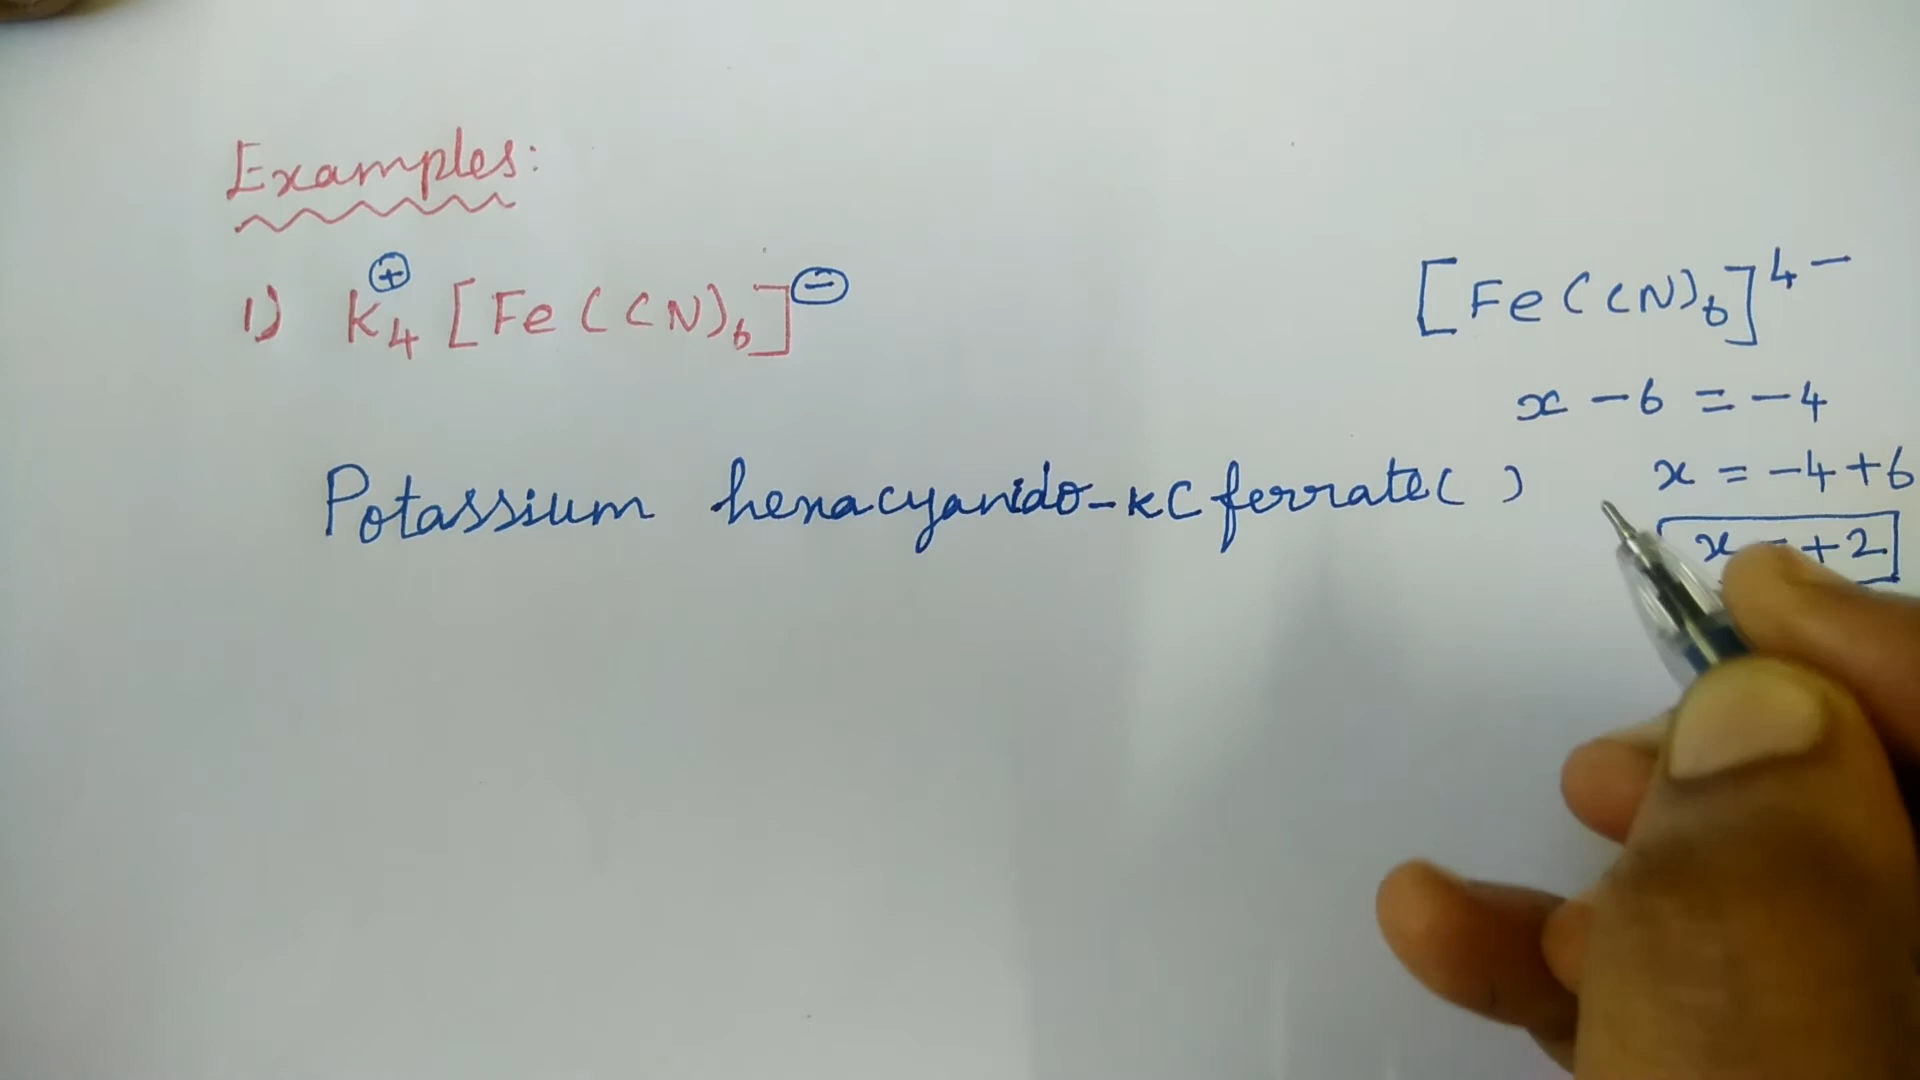 Examples:
1) K₄⊕ [Fe(CN)₆]⊖
[Fe(CN)₆]⁴⁻
x - 6 = -4
x = -4+6
x = +2
Potassium hexacyanido-κC ferrate( )